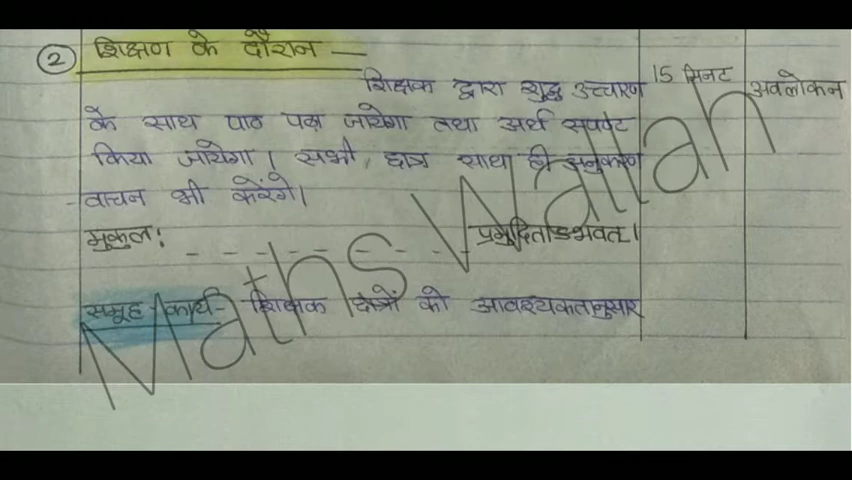 ② शिक्षण के दौरान —
शिक्षक द्वारा शुद्ध उच्चारण 15 मिनट अवलोकन
के साथ पाठ पढ़ा जायेगा तथा अर्थ स्पष्ट
किया जायेगा। सभी, छात्र साथ ही अनुकरण
- वाचन भी करेंगे।
मुकुल: - - - - - - - प्रमुदिताऽभवत्।
समूह - कार्य - शिक्षक छात्रों को आवश्यकतानुसार
Maths Wallah